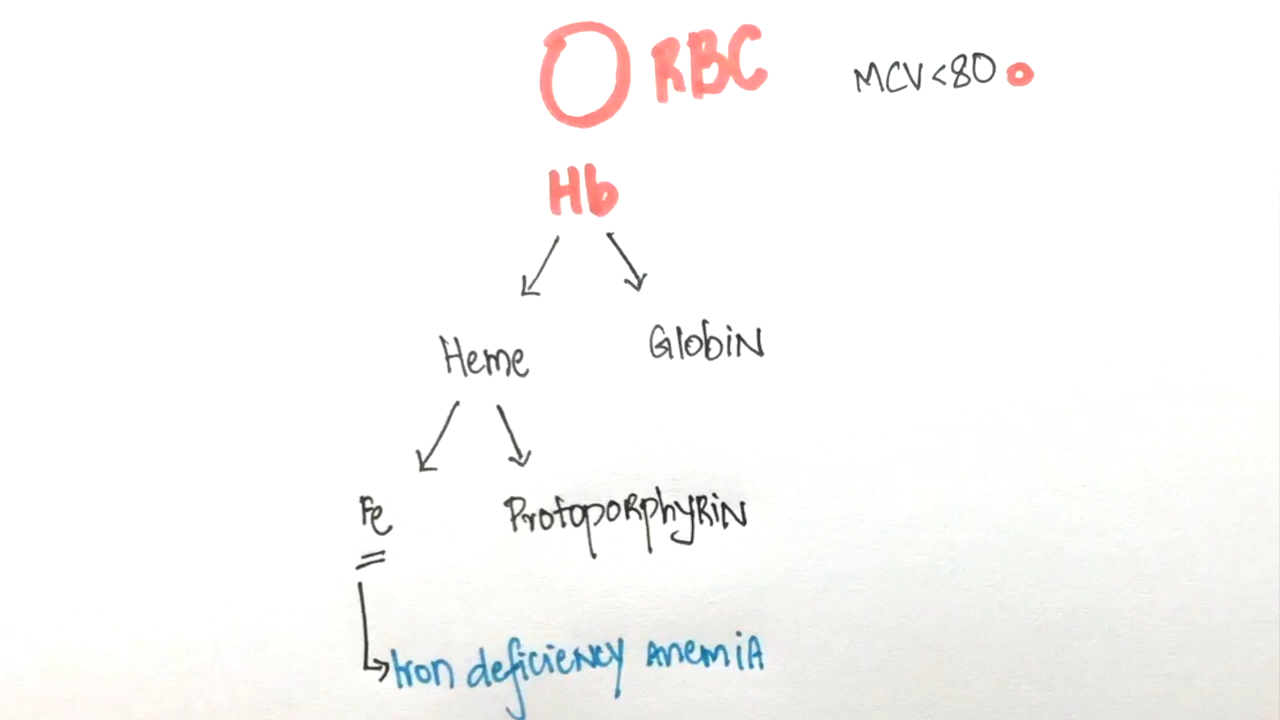 RBC
MCV<80
Hb
Heme
Globin
Fe
Protoporphyrin
Iron deficiency anemia